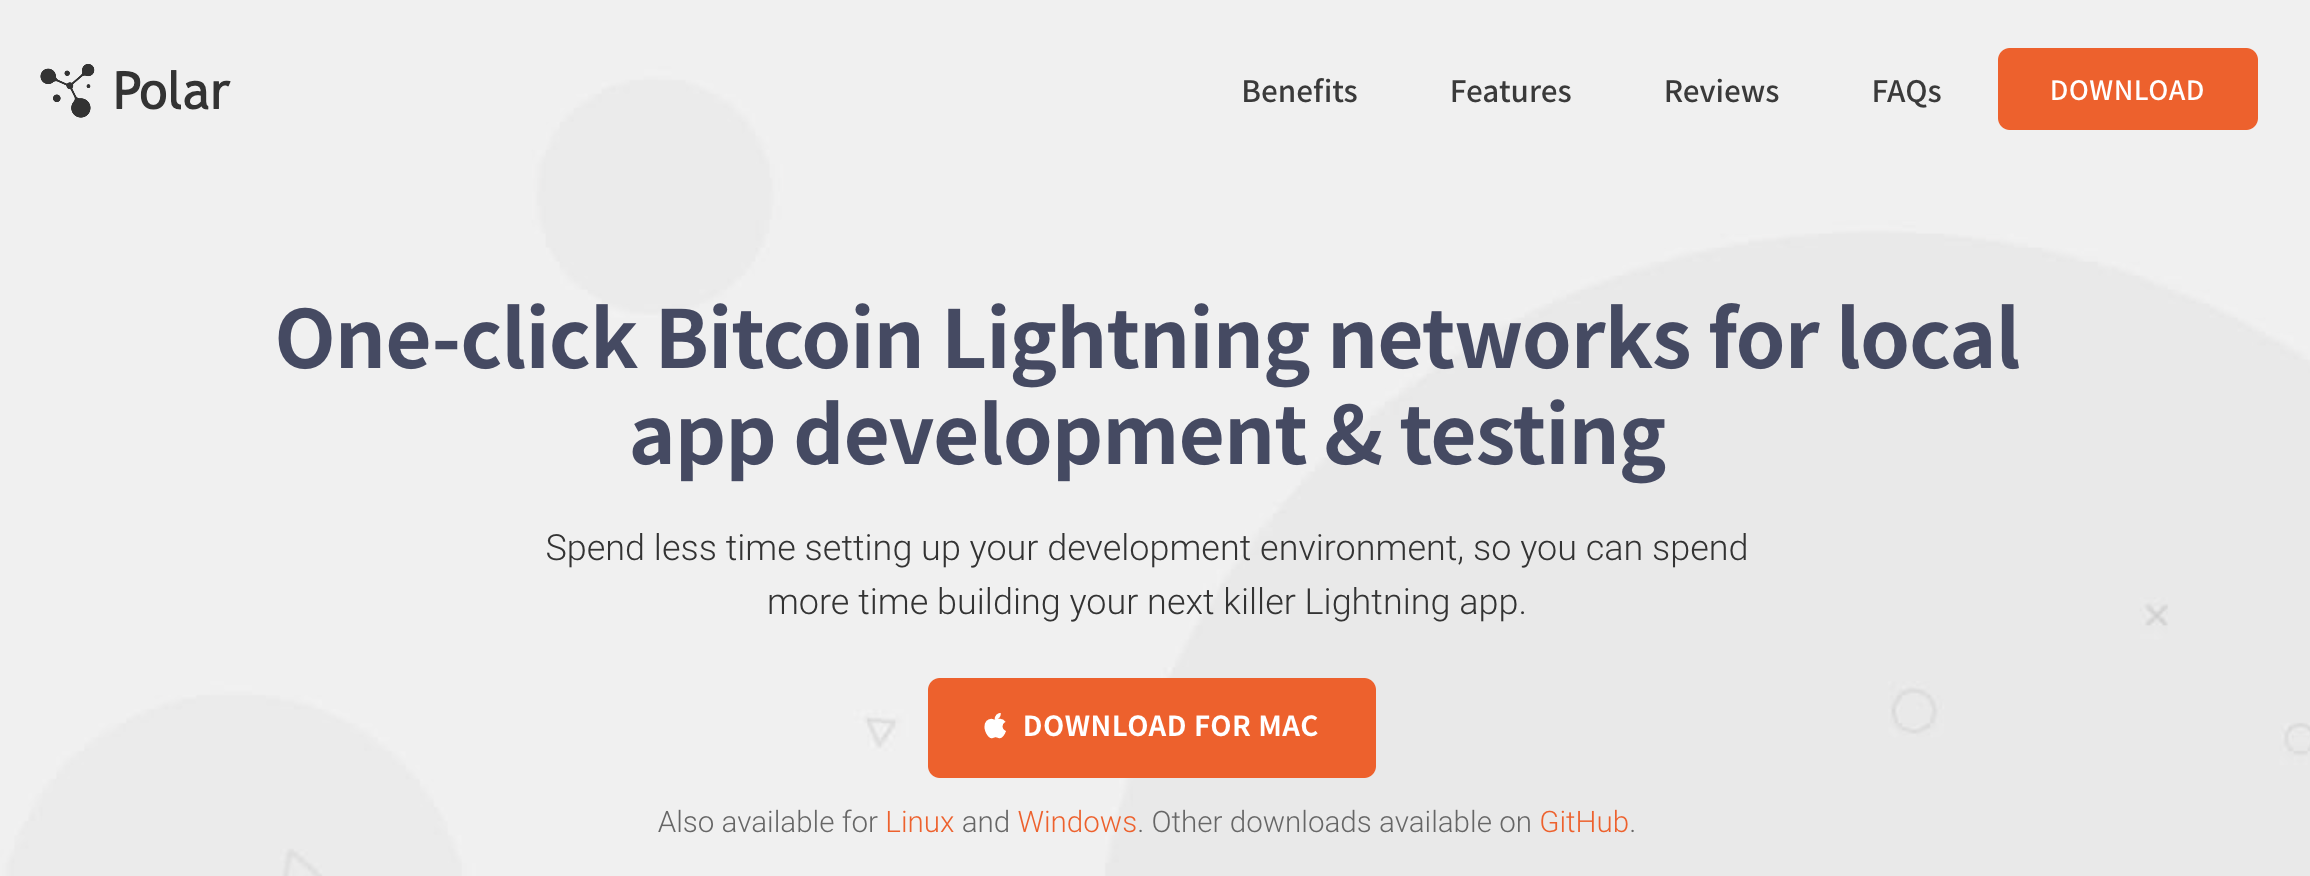 Polar
Benefits
Features
Reviews
FAQs
DOWNLOAD
One-click Bitcoin Lightning networks for local
app development & testing
Spend less time setting up your development environment, so you can spend
more time building your next killer Lightning app.
DOWNLOAD FOR MAC
Also available for Linux and Windows. Other downloads available on GitHub.